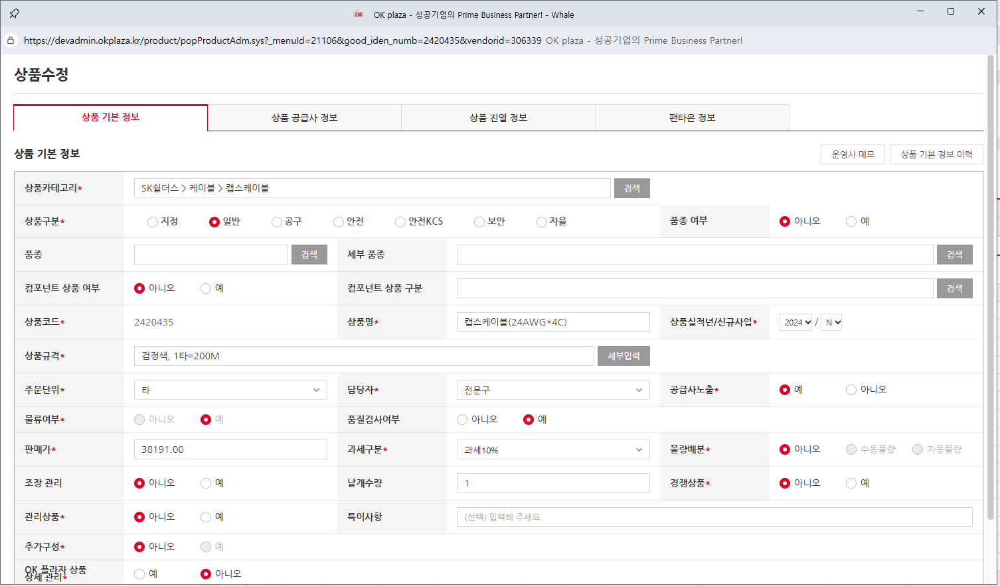 OK plaza - 성공기업의 Prime Business Partner! - Whale
https://devadmin.okplaza.kr/product/popProductAdm.sys?_menuId=21106&good_iden_numb=2420435&vendorid=306339 OK plaza - 성공기업의 Prime Business Partner!
상품수정
상품 기본 정보 상품 공급사 정보 상품 진열 정보 팬타온 정보
상품 기본 정보 운영사 메모 상품 기본 정보 이력
상품카테고리* SK쉴더스 > 케이블 > 캡스케이블 검색
상품구분* 지정 일반 공구 안전 안전KCS 보안 자율 품종 여부 아니오 예
품종 검색 세부 품종 검색
컴포넌트 상품 여부 아니오 예 컴포넌트 상품 구분 검색
상품코드* 2420435 상품명* 캡스케이블(24AWG*4C) 상품실적년/신규사업* 2024 / N
상품규격* 검정색, 1타=200M 세부입력
주문단위* 타 담당자* 전문구 공급사노출* 예 아니오
물류여부* 아니오 예 품질검사여부 아니오 예
판매가* 38191.00 과세구분* 과세10% 물량배분* 아니오 수동물량 자동물량
조장 관리 아니오 예 낱개수량 1 경쟁상품* 아니오 예
관리상품* 아니오 예 특이사항 (선택) 입력해 주세요.
추가구성* 아니오 예
OK 플라자 상품
상세 관리* 예 아니오